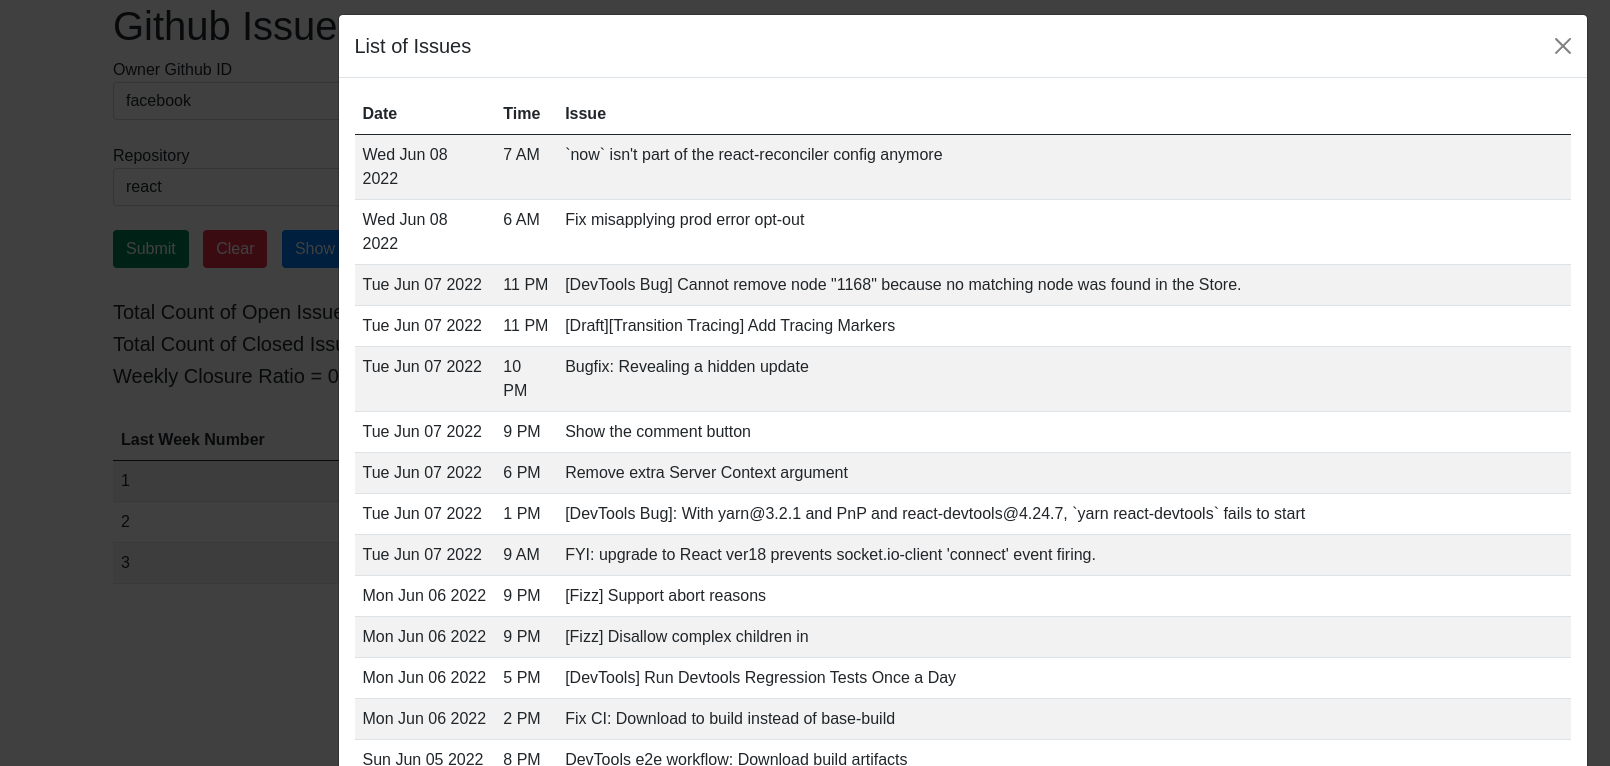 Github Issue
Owner Github ID
facebook
Repository
react
Submit Clear Show
Total Count of Open Issue
Total Count of Closed Issu
Weekly Closure Ratio = 0
Last Week Number
1
2
3
List of Issues
Date Time Issue
Wed Jun 08 7 AM `now` isn't part of the react-reconciler config anymore
2022
Wed Jun 08 6 AM Fix misapplying prod error opt-out
2022
Tue Jun 07 2022 11 PM [DevTools Bug] Cannot remove node "1168" because no matching node was found in the Store.
Tue Jun 07 2022 11 PM [Draft][Transition Tracing] Add Tracing Markers
Tue Jun 07 2022 10 Bugfix: Revealing a hidden update
PM
Tue Jun 07 2022 9 PM Show the comment button
Tue Jun 07 2022 6 PM Remove extra Server Context argument
Tue Jun 07 2022 1 PM [DevTools Bug]: With yarn@3.2.1 and PnP and react-devtools@4.24.7, `yarn react-devtools` fails to start
Tue Jun 07 2022 9 AM FYI: upgrade to React ver18 prevents socket.io-client 'connect' event firing.
Mon Jun 06 2022 9 PM [Fizz] Support abort reasons
Mon Jun 06 2022 9 PM [Fizz] Disallow complex children in
Mon Jun 06 2022 5 PM [DevTools] Run Devtools Regression Tests Once a Day
Mon Jun 06 2022 2 PM Fix CI: Download to build instead of base-build
Sun Jun 05 2022 8 PM DevTools e2e workflow: Download build artifacts